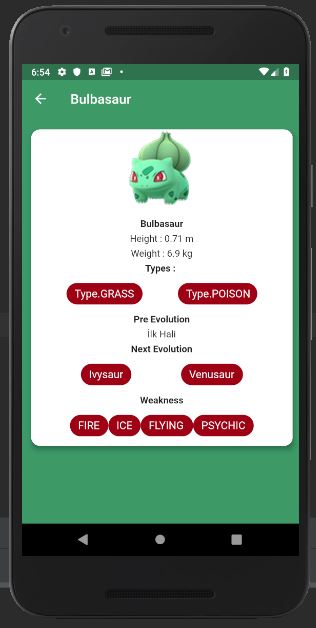 6:54
Bulbasaur
Bulbasaur
Height : 0.71 m
Weight : 6.9 kg
Types :
Type.GRASS Type.POISON
Pre Evolution
İlk Hali
Next Evolution
Ivysaur Venusaur
Weakness
FIRE ICE FLYING PSYCHIC